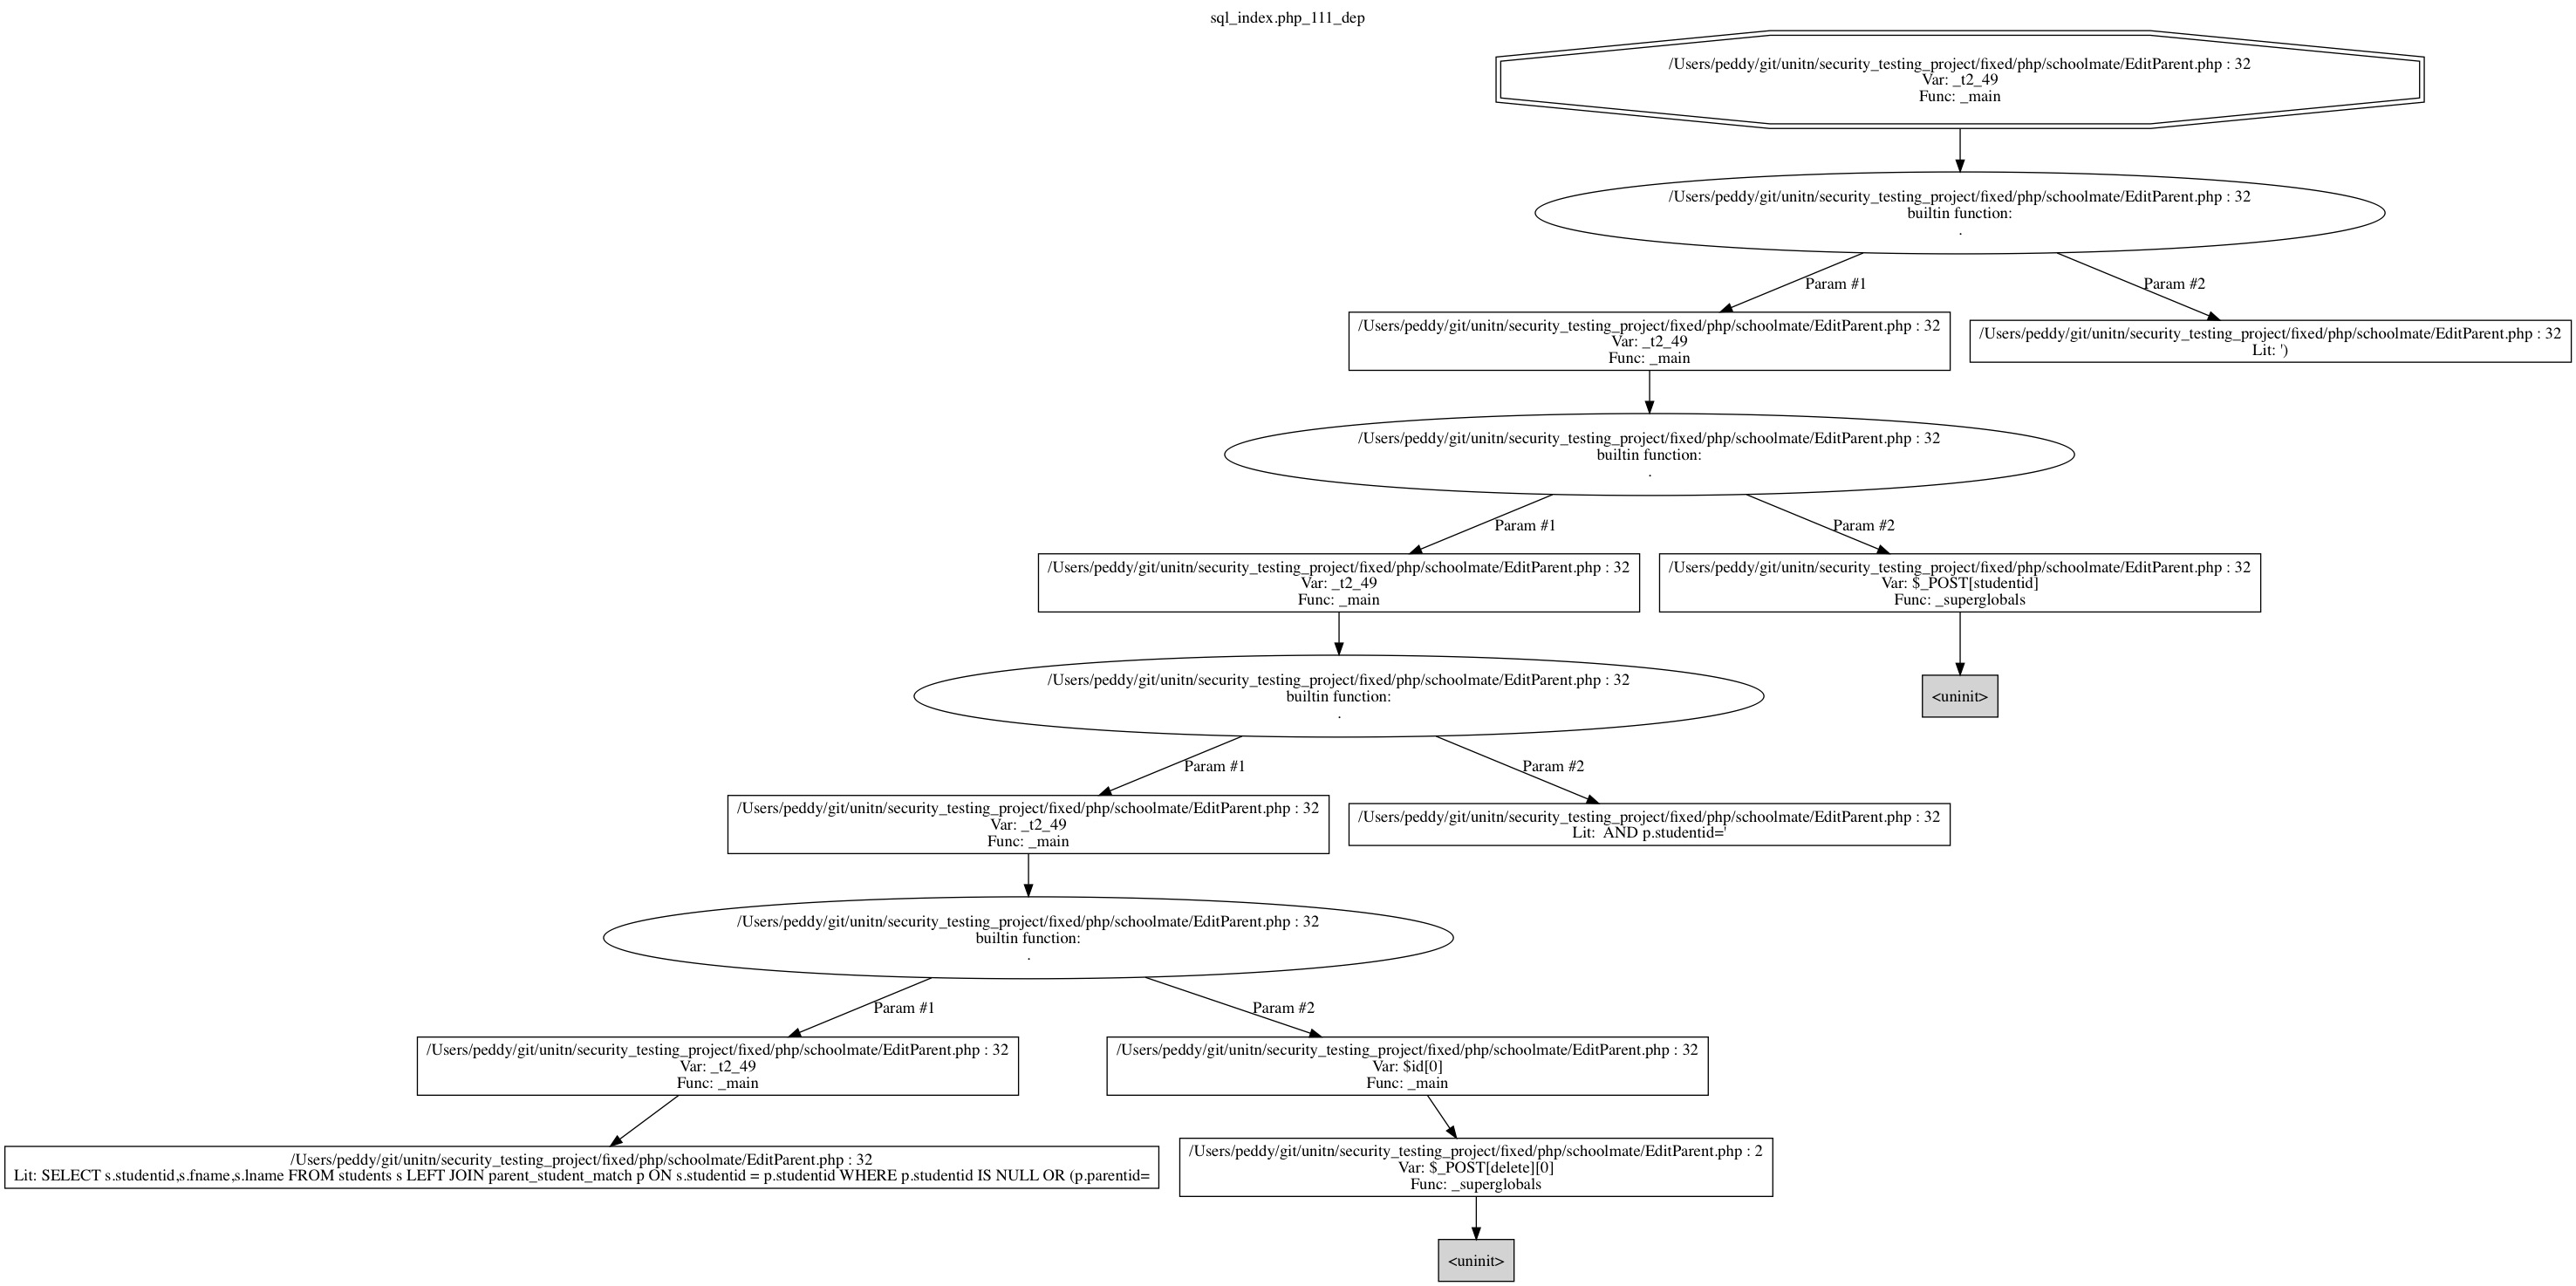 sql_index.php_111_dep
/Users/peddy/git/unitn/security_testing_project/fixed/php/schoolmate/EditParent.php : 32
Var: _t2_49
Func: _main
/Users/peddy/git/unitn/security_testing_project/fixed/php/schoolmate/EditParent.php : 32
builtin function:
.
Param #1
Param #2
/Users/peddy/git/unitn/security_testing_project/fixed/php/schoolmate/EditParent.php : 32
Var: _t2_49
Func: _main
/Users/peddy/git/unitn/security_testing_project/fixed/php/schoolmate/EditParent.php : 32
Lit: ')
/Users/peddy/git/unitn/security_testing_project/fixed/php/schoolmate/EditParent.php : 32
builtin function:
.
Param #1
Param #2
/Users/peddy/git/unitn/security_testing_project/fixed/php/schoolmate/EditParent.php : 32
Var: _t2_49
Func: _main
/Users/peddy/git/unitn/security_testing_project/fixed/php/schoolmate/EditParent.php : 32
Var: $_POST[studentid]
Func: _superglobals
/Users/peddy/git/unitn/security_testing_project/fixed/php/schoolmate/EditParent.php : 32
builtin function:
.
<uninit>
Param #1
Param #2
/Users/peddy/git/unitn/security_testing_project/fixed/php/schoolmate/EditParent.php : 32
Var: _t2_49
Func: _main
/Users/peddy/git/unitn/security_testing_project/fixed/php/schoolmate/EditParent.php : 32
Lit:  AND p.studentid='
/Users/peddy/git/unitn/security_testing_project/fixed/php/schoolmate/EditParent.php : 32
builtin function:
.
Param #1
Param #2
/Users/peddy/git/unitn/security_testing_project/fixed/php/schoolmate/EditParent.php : 32
Var: _t2_49
Func: _main
/Users/peddy/git/unitn/security_testing_project/fixed/php/schoolmate/EditParent.php : 32
Var: $id[0]
Func: _main
/Users/peddy/git/unitn/security_testing_project/fixed/php/schoolmate/EditParent.php : 32
Lit: SELECT s.studentid,s.fname,s.lname FROM students s LEFT JOIN parent_student_match p ON s.studentid = p.studentid WHERE p.studentid IS NULL OR (p.parentid=
/Users/peddy/git/unitn/security_testing_project/fixed/php/schoolmate/EditParent.php : 2
Var: $_POST[delete][0]
Func: _superglobals
<uninit>